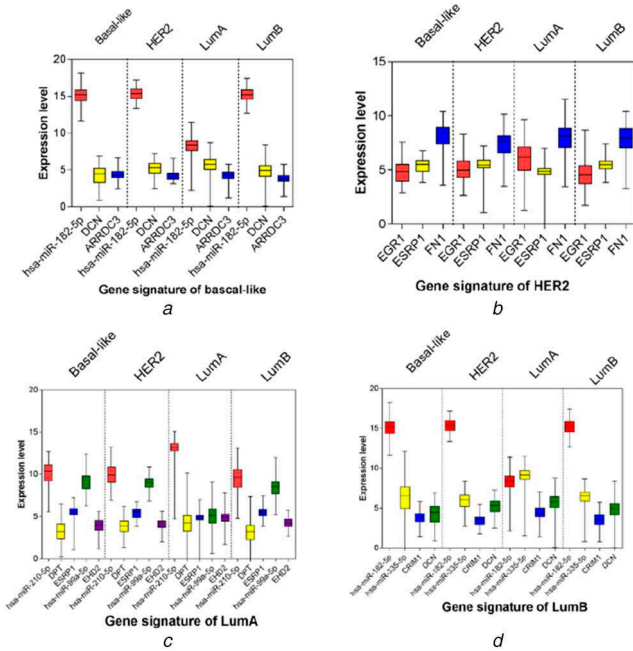 Basal-like HER2 LumA LumB
20
15
10
5
0
Expression level
hsa-miR-182-5p DCN ARRDC3 hsa-miR-182-5p DCN ARRDC3 hsa-miR-182-5p DCN ARRDC3 hsa-miR-182-5p DCN ARRDC3
Gene signature of bascal-like
a
Basal-like HER2 LumA LumB
15
10
5
0
Expression level
EGR1 ESRP1 FN1 EGR1 ESRP1 FN1 EGR1 ESRP1 FN1 EGR1 ESRP1 FN1
Gene signature of HER2
b
Basal-like HER2 LumA LumB
20
15
10
5
0
Expression level
hsa-miR-210-5p DPT ESRP1 hsa-miR-99a-5p EHD2 hsa-miR-210-5p DPT ESRP1 hsa-miR-99a-5p EHD2 hsa-miR-210-5p DPT ESRP1 hsa-miR-99a-5p EHD2 hsa-miR-210-5p DPT ESRP1 hsa-miR-99a-5p EHD2
Gene signature of LumA
c
Basal-like HER2 LumA LumB
20
15
10
5
0
Expression level
hsa-miR-182-5p hsa-miR-335-5p CRIM1 DCN hsa-miR-182-5p hsa-miR-335-5p CRIM1 DCN hsa-miR-182-5p hsa-miR-335-5p CRIM1 DCN hsa-miR-182-5p hsa-miR-335-5p CRIM1 DCN
Gene signature of LumB
d